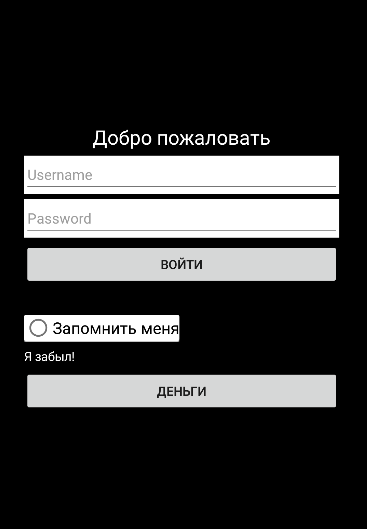 Добро пожаловать
Username
Password
ВОЙТИ
Запомнить меня
Я забыл!
ДЕНЬГИ